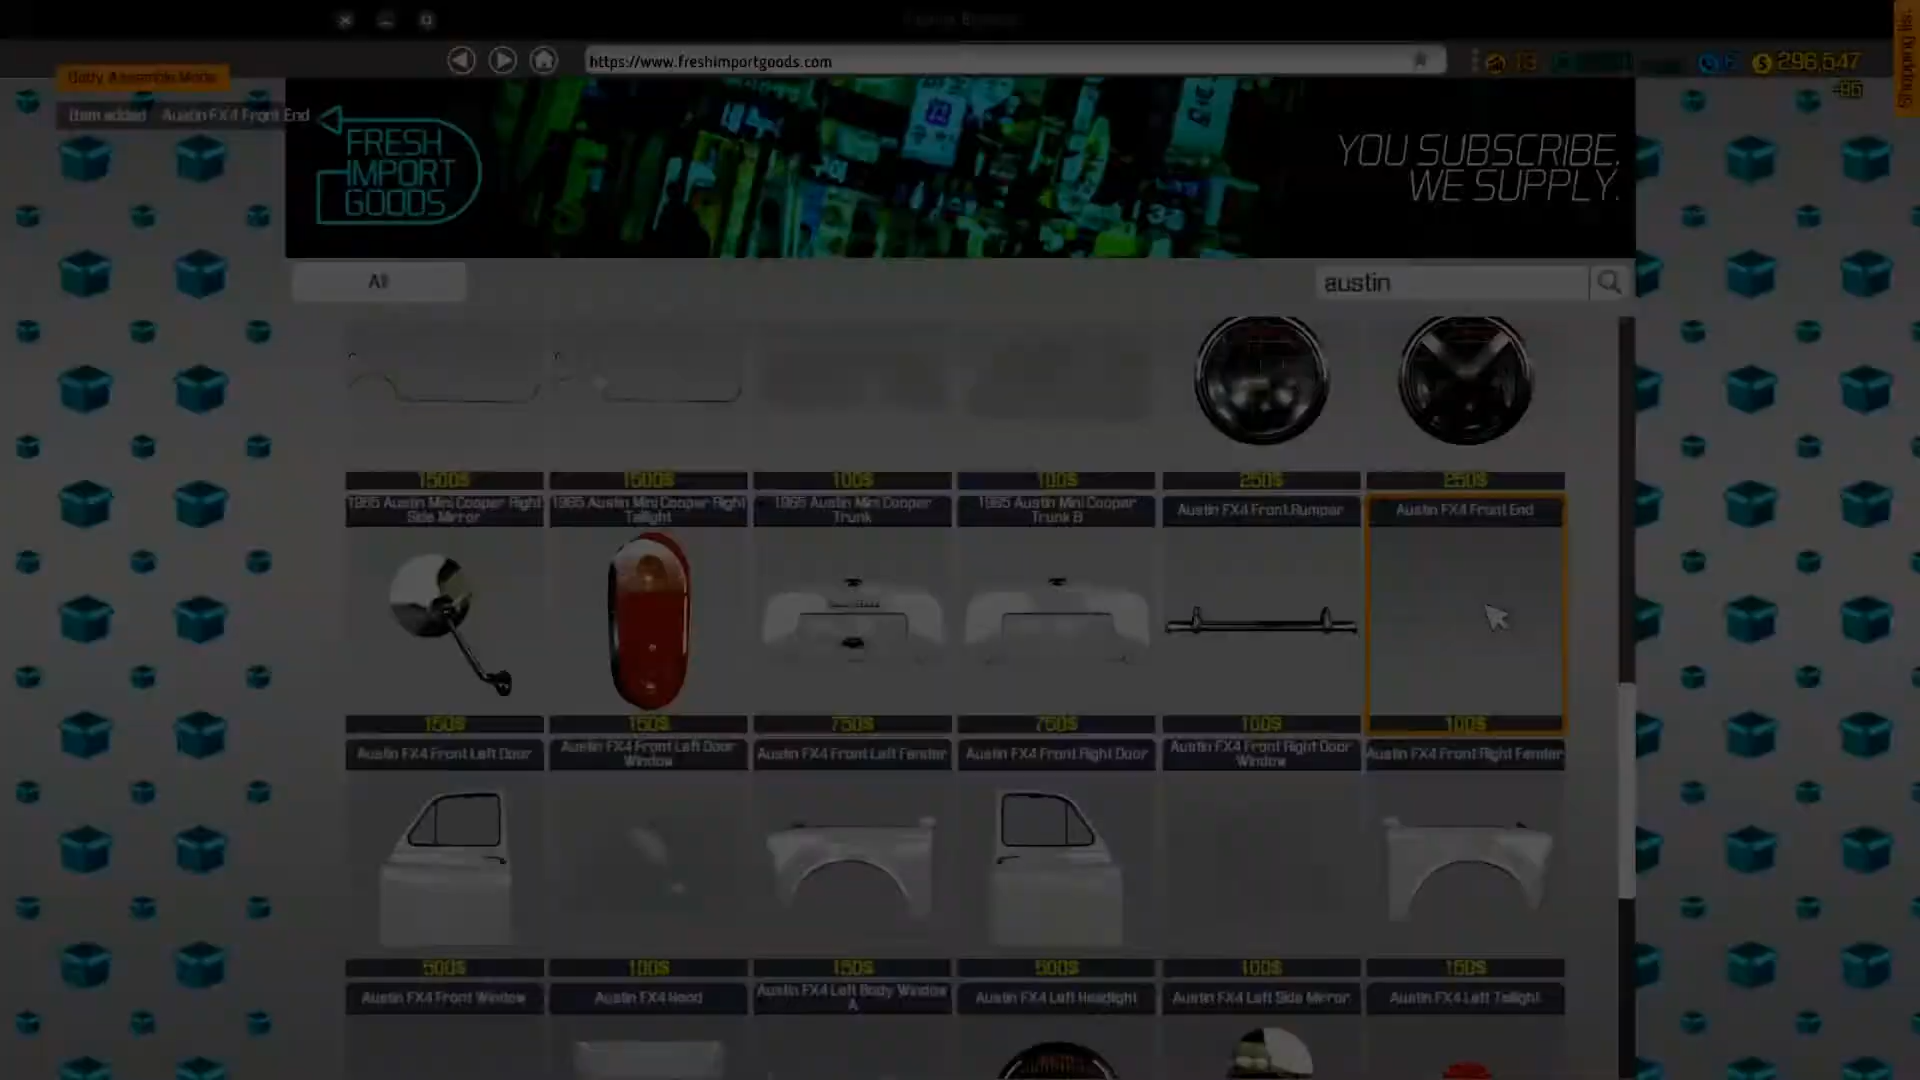 https://www.freshimportgoods.com
296,547
-85
Shopping list
Body Assemble Mode
Item added Austin FX4 Front End
FRESH
IMPORT
GOODS
YOU SUBSCRIBE.
WE SUPPLY.
All
austin
1500$ 1500$ 100$ 100$ 250$ 250$
1965 Austin Mini Cooper Right Side Mirror
1965 Austin Mini Cooper Right Taillight
1965 Austin Mini Cooper Trunk
1965 Austin Mini Cooper Trunk B
Austin FX4 Front Bumper
Austin FX4 Front End
150$ 150$ 750$ 750$ 100$ 100$
Austin FX4 Front Left Door
Austin FX4 Front Left Door Window
Austin FX4 Front Left Fender
Austin FX4 Front Right Door
Austin FX4 Front Right Door Window
Austin FX4 Front Right Fender
500$ 100$ 150$ 500$ 100$ 150$
Austin FX4 Front Window
Austin FX4 Hood
Austin FX4 Left Body Window A
Austin FX4 Left Headlight
Austin FX4 Left Side Mirror
Austin FX4 Left Taillight